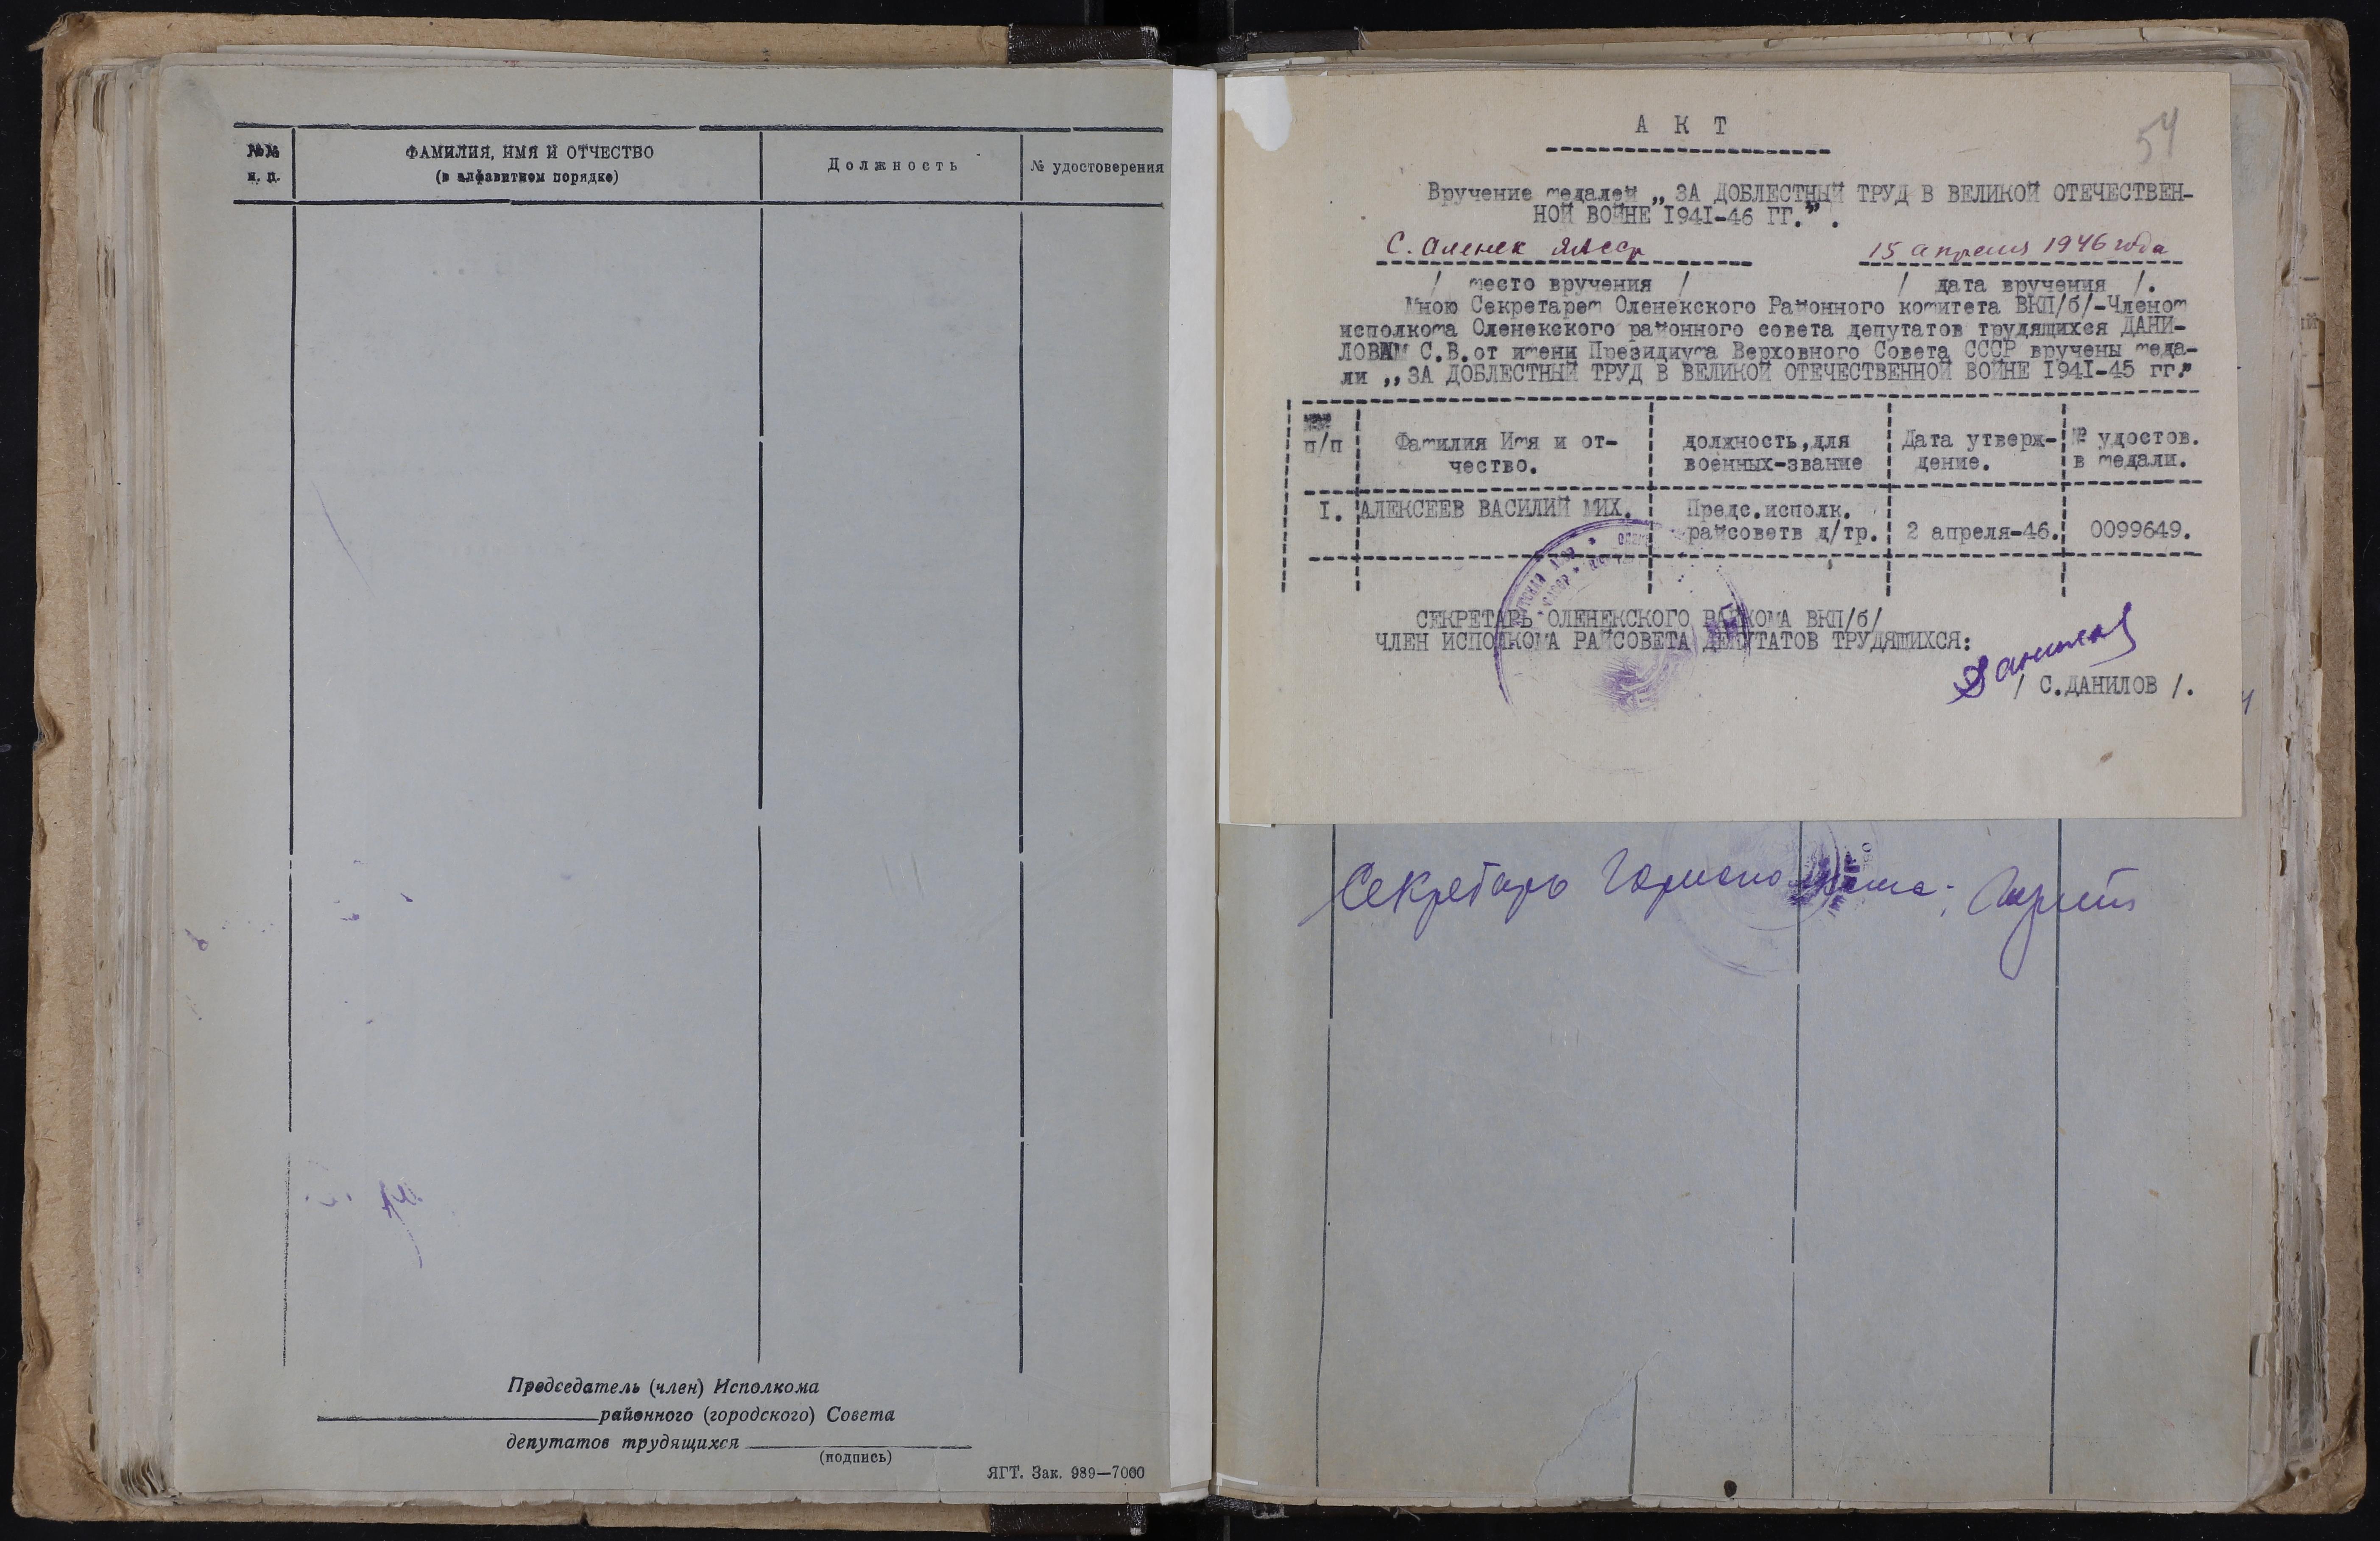 №№ п. п.
ФАМИЛИЯ, ИМЯ И ОТЧЕСТВО
(в алфавитном порядке)
Должность
№ удостоверения
Председатель (член) Исполкома
районного (городского) Совета
депутатов трудящихся
(подпись)
ЯГТ. Зак. 989—7000
54
АКТ
Вручение медалей „ ЗА ДОБЛЕСТНЫЙ ТРУД В ВЕЛИКОЙ ОТЕЧЕСТВЕН-
НОЙ ВОЙНЕ 1941-46 ГГ.” .
С. Оленек ЯАССР 15 апреля 1946 года
/ место вручения / / дата вручения /.
Мною Секретарем Оленекского Районного комитета ВКП/б/-Членом
исполкома Оленекского районного совета депутатов трудящихся ДАНИ-
ЛОВЫМ С.В.от имени Президиума Верховного Совета СССР вручены меда-
ли „ЗА ДОБЛЕСТНЫЙ ТРУД В ВЕЛИКОЙ ОТЕЧЕСТВЕННОЙ ВОЙНЕ 1941-45 гг."
№№ п/п
Фамилия Имя и от-
чество.
должность,для
военных-звание
Дата утверж-
дение.
№ удостов.
в медали.
1. АЛЕКСЕЕВ ВАСИЛИЙ МИХ.
Предс.исполк.
райсоветв д/тр.
2 апреля-46.
0099649.
СЕКРЕТАРЬ ОЛЕНЕКСКОГО РАЙКОМА ВКП/б/
ЧЛЕН ИСПОЛКОМА РАЙСОВЕТА ДЕПУТАТОВ ТРУДЯЩИХСЯ:
Данилов
/ С.ДАНИЛОВ /.
Секретарь Горисполкома: